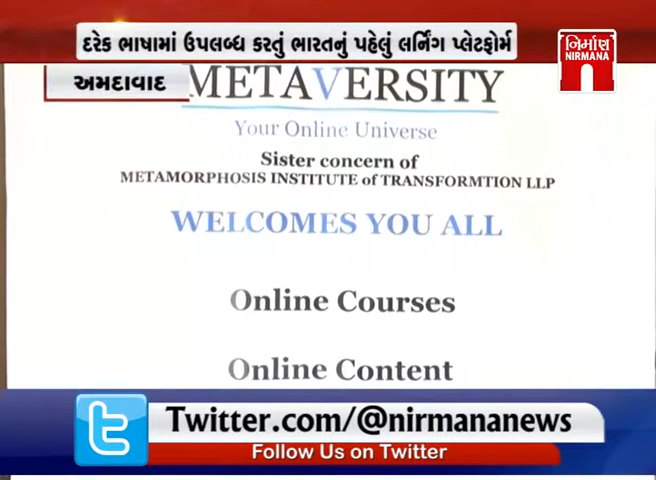 દરેક ભાષામાં ઉપલબ્ધ કરતું ભારતનું પહેલું લર્નિંગ પ્લેટફોર્મ
નિર્માણ
NIRMANA
અમદાવાદ
METAVERSITY
Your Online Universe
Sister concern of
METAMORPHOSIS INSTITUTE of TRANSFORMTION LLP
WELCOMES YOU ALL
Online Courses
Online Content
Twitter.com/@nirmananews
Follow Us on Twitter